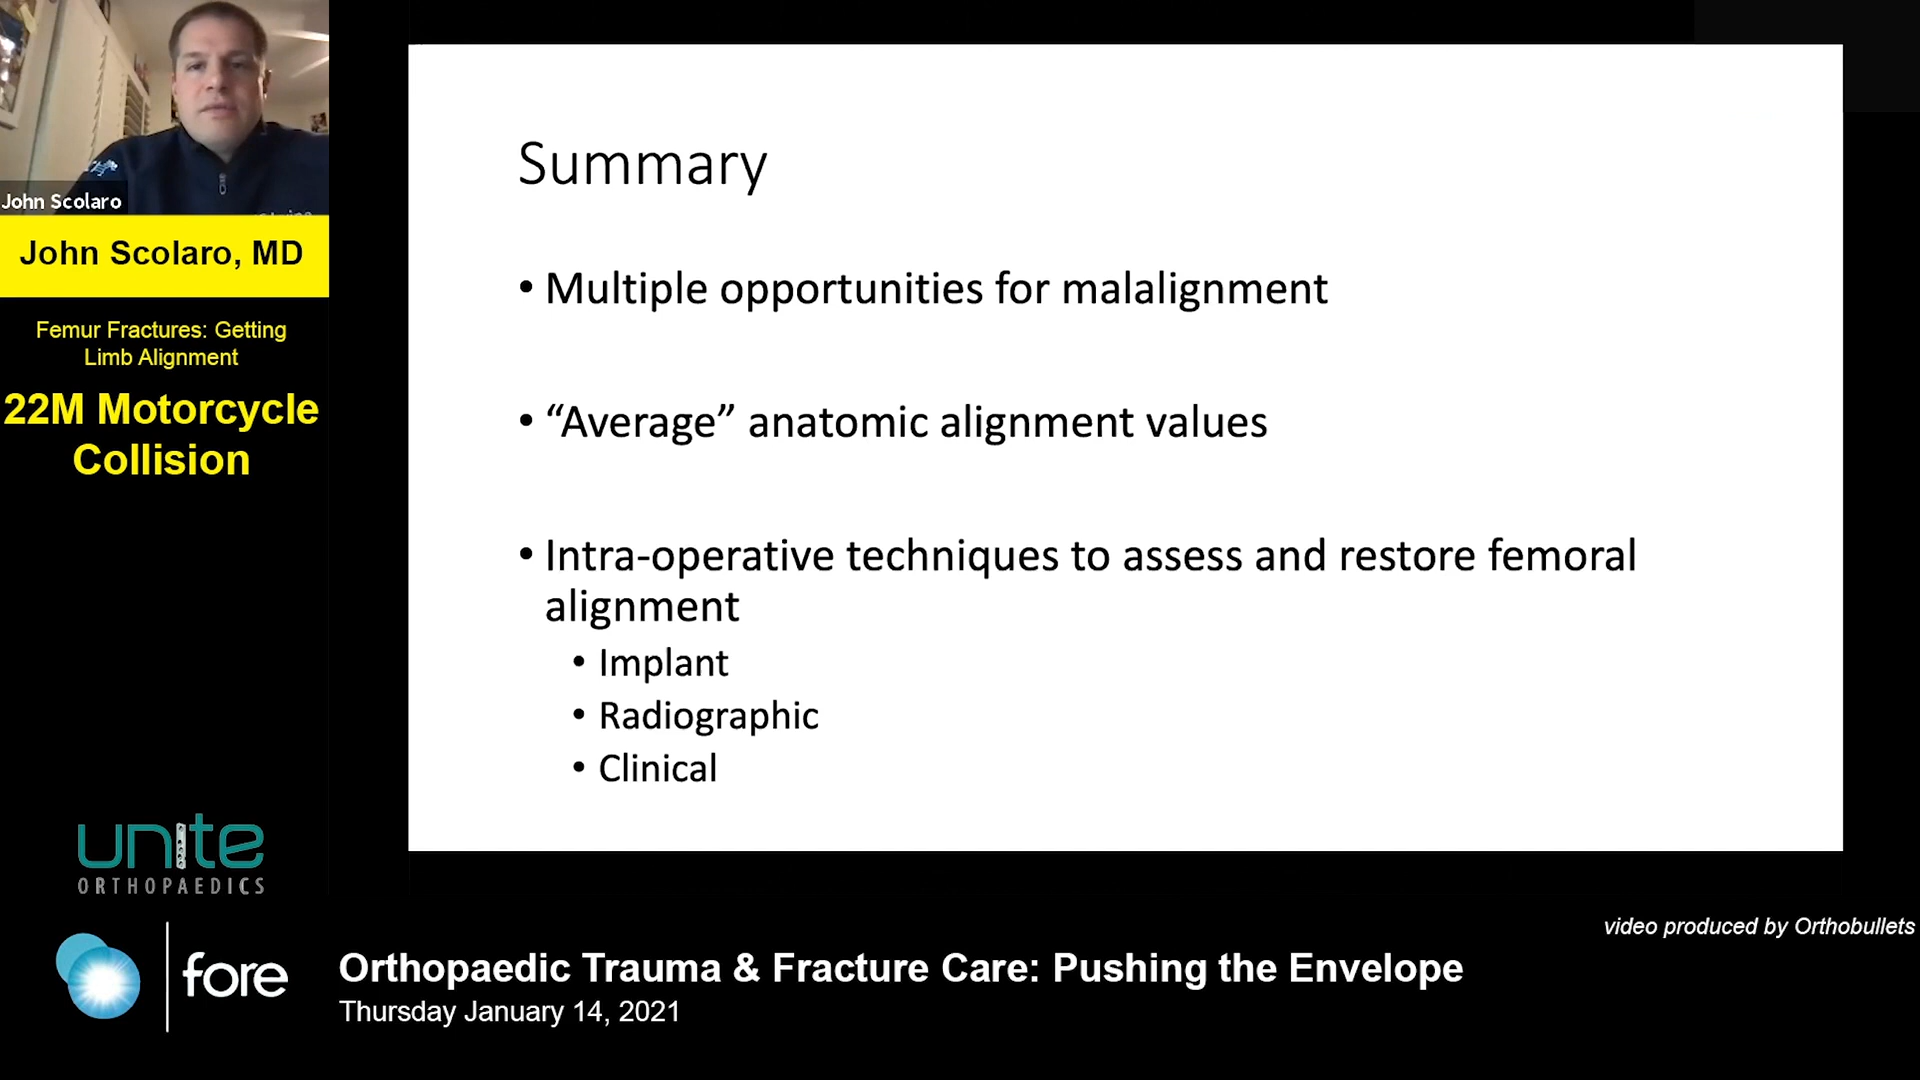 John Scolaro
John Scolaro, MD
Femur Fractures: Getting
Limb Alignment
22M Motorcycle
Collision
Summary
• Multiple opportunities for malalignment
• “Average” anatomic alignment values
• Intra-operative techniques to assess and restore femoral
alignment
• Implant
• Radiographic
• Clinical
unite
ORTHOPAEDICS
fore
video produced by Orthobullets
Orthopaedic Trauma & Fracture Care: Pushing the Envelope
Thursday January 14, 2021